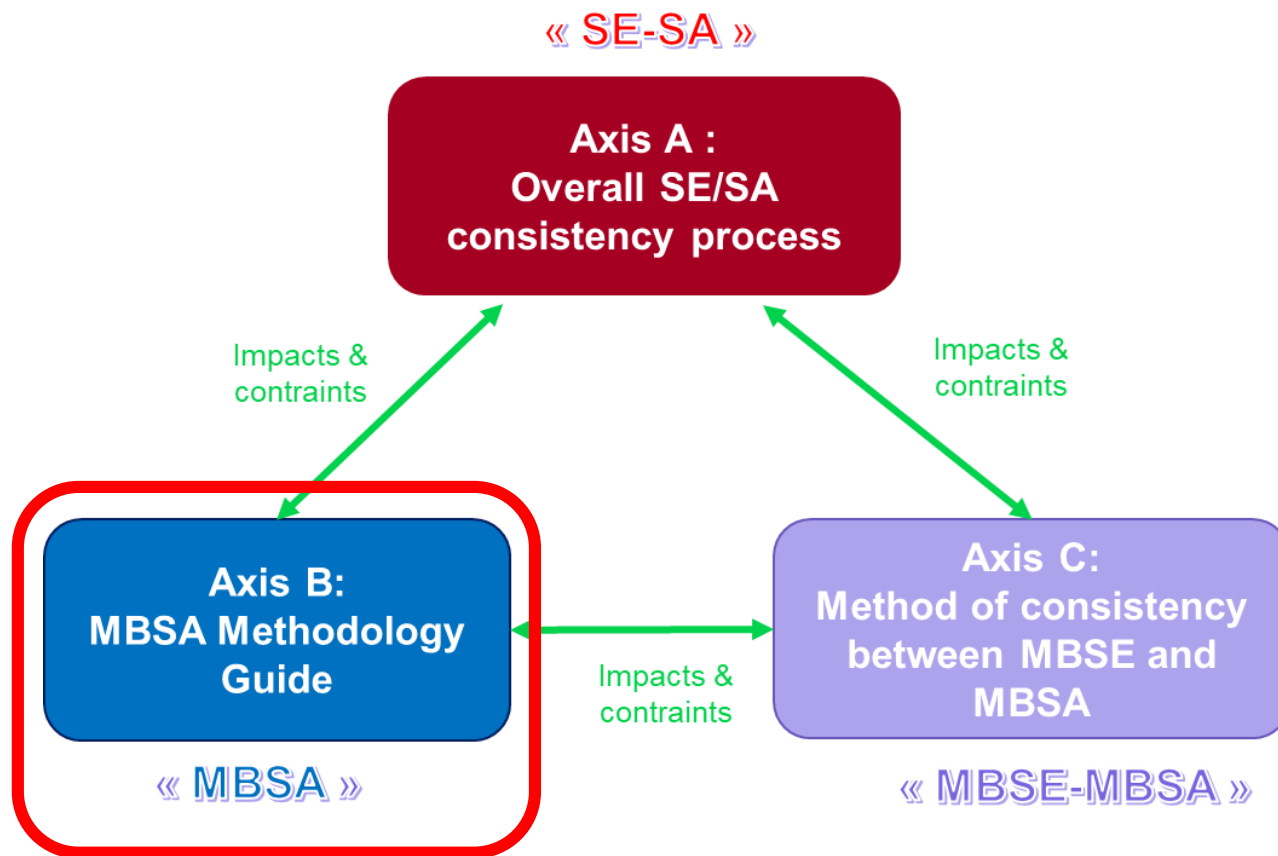 « SE-SA »
Axis A :
Overall SE/SA
consistency process
Impacts &
contraints
Impacts &
contraints
Axis B:
MBSA Methodology
Guide
Impacts &
contraints
Axis C:
Method of consistency
between MBSE and
MBSA
« MBSA »
« MBSE-MBSA »